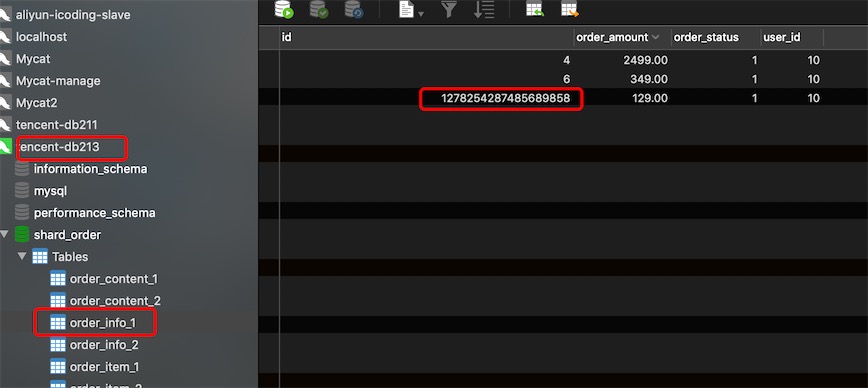 aliyun-icoding-slave
localhost
Mycat
Mycat-manage
Mycat2
tencent-db211
tencent-db213
information_schema
mysql
performance_schema
shard_order
Tables
order_content_1
order_content_2
order_info_1
order_info_2
order_item_1
id order_amount order_status user_id
4 2499.00 1 10
6 349.00 1 10
1278254287485689858 129.00 1 10